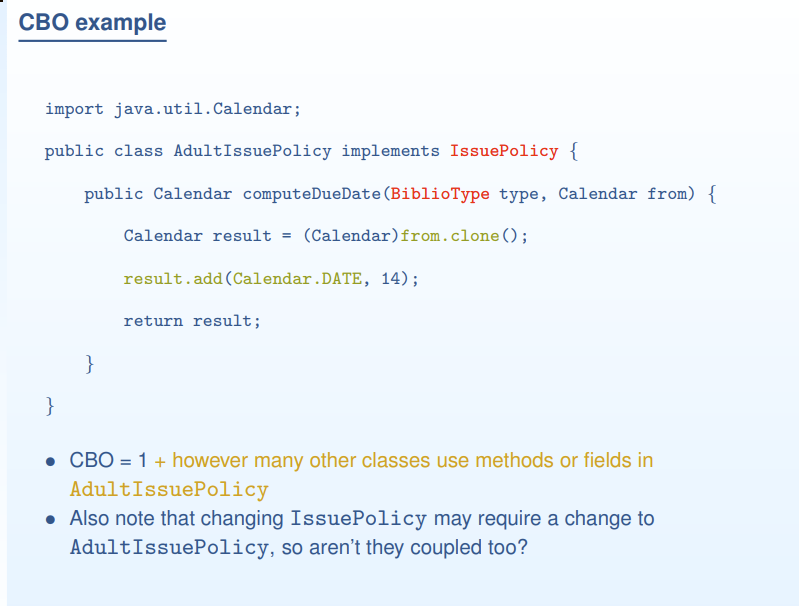 CBO example
import java.util.Calendar;
public class AdultIssuePolicy implements IssuePolicy {
public Calendar computeDueDate(BiblioType type, Calendar from) {
Calendar result = (Calendar)from.clone();
result.add(Calendar.DATE, 14);
return result;
}
}
• CBO = 1 + however many other classes use methods or fields in
AdultIssuePolicy
• Also note that changing IssuePolicy may require a change to
AdultIssuePolicy, so aren't they coupled too?